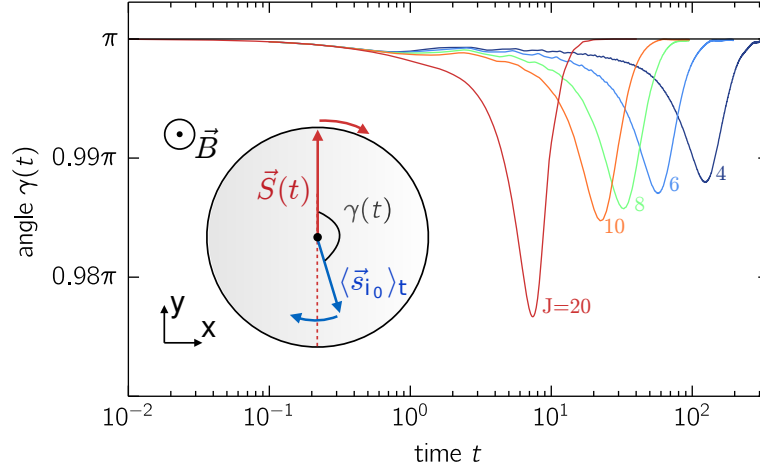 π
0.99π
0.98π
angle γ(t)
B⃗
S⃗(t)
γ(t)
⟨s⃗i₀⟩t
y
x
4
6
8
10
J=20
10⁻² 10⁻¹ 10⁰ 10¹ 10²
time t